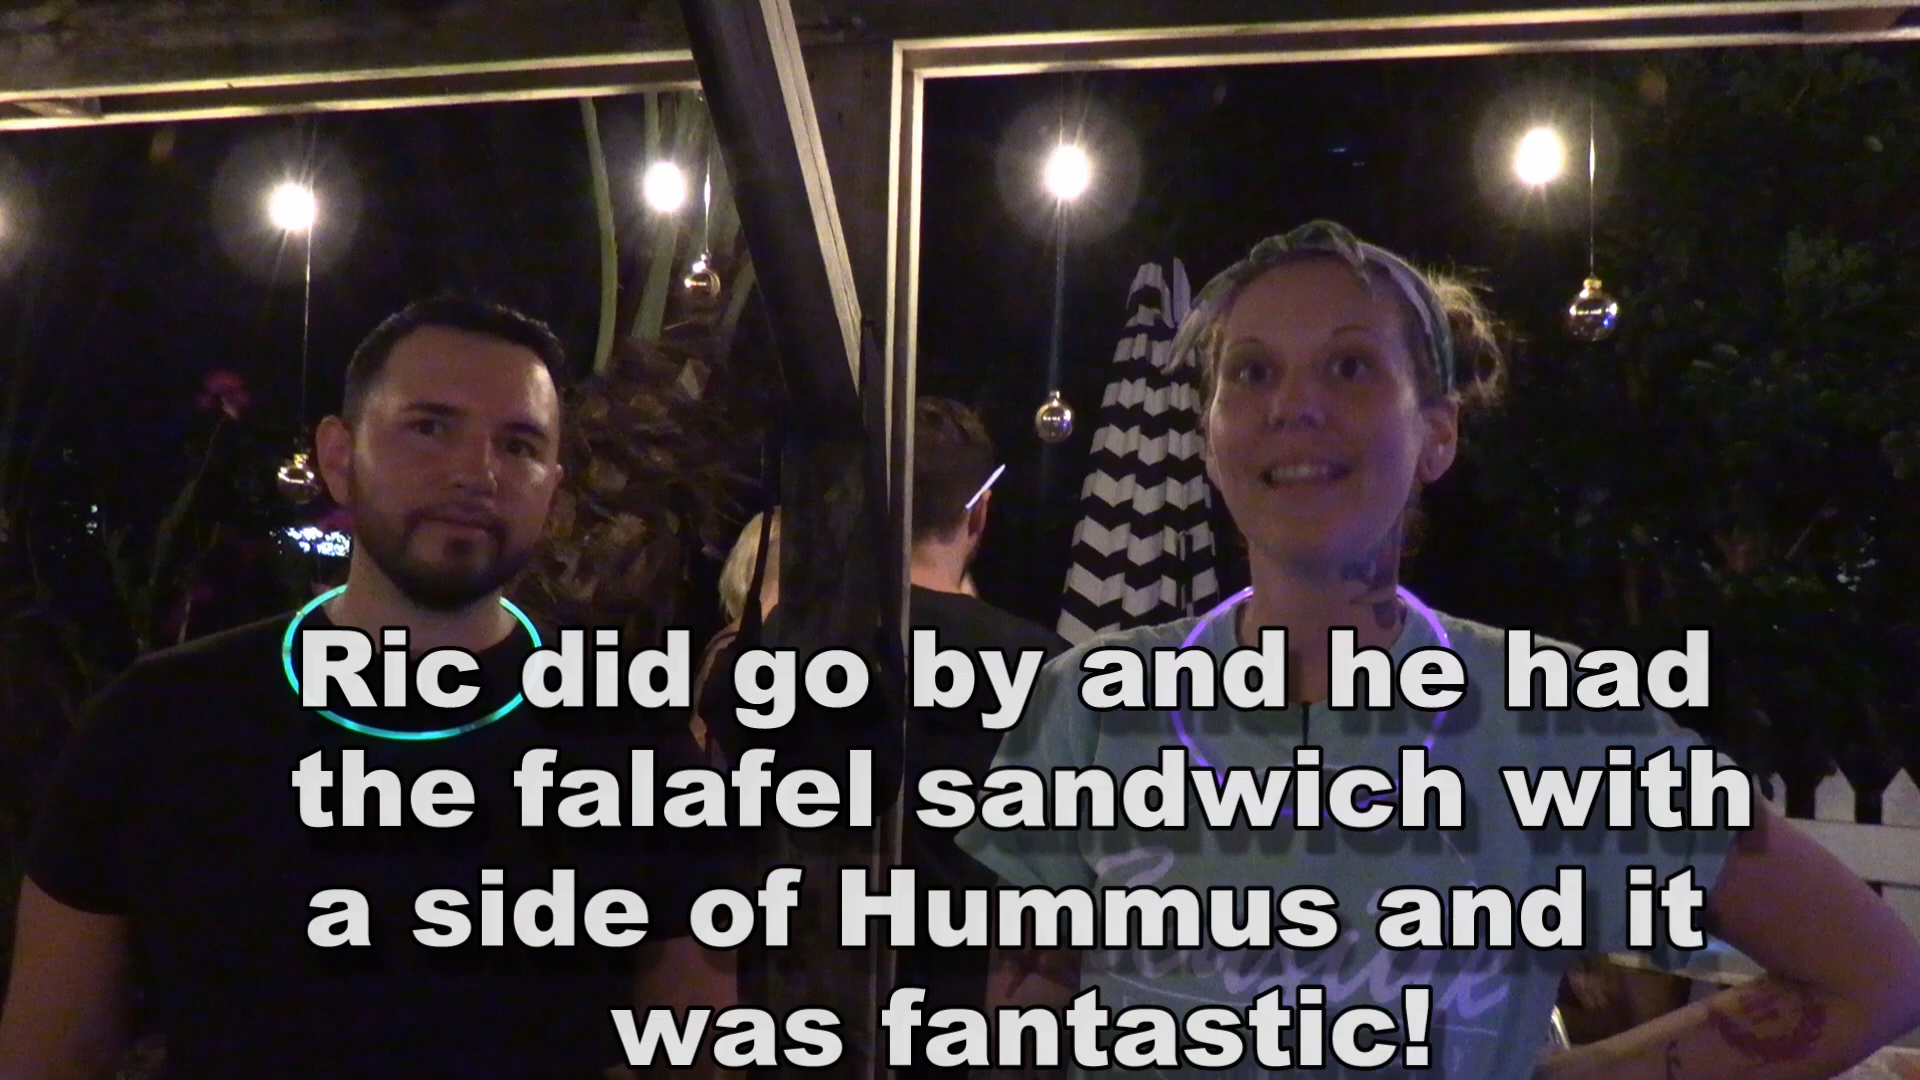 Ric did go by and he had
the falafel sandwich with
a side of Hummus and it
was fantastic!